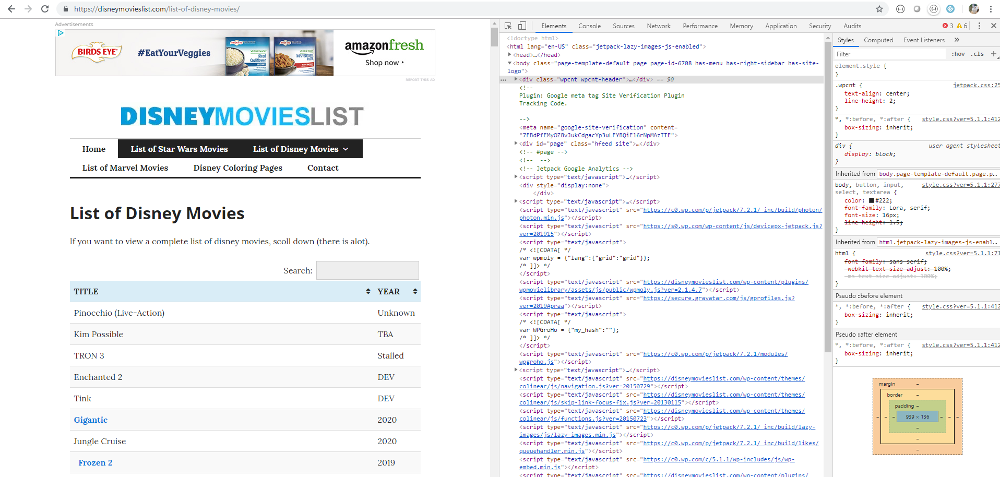 https://disneymovieslist.com/list-of-disney-movies/
Advertisements
BIRDS EYE
#EatYourVeggies
amazonfresh
Shop now
REPORT THIS AD
DISNEYMOVIESLIST
Home
List of Star Wars Movies
List of Disney Movies
List of Marvel Movies
Disney Coloring Pages
Contact
List of Disney Movies
If you want to view a complete list of disney movies, scoll down (there is alot).
Search:
TITLE YEAR
Pinocchio (Live-Action) Unknown
Kim Possible TBA
TRON 3 Stalled
Enchanted 2 DEV
Tink DEV
Gigantic 2020
Jungle Cruise 2020
Frozen 2 2019
Elements Console Sources Network Performance Memory Application Security Audits 3 6
<!doctype html>
<html lang="en-US" class="jetpack-lazy-images-js-enabled">
<head>…</head>
<body class="page-template-default page page-id-6708 has-menu has-right-sidebar has-site-
logo">
<div class="wpcnt wpcnt-header">…</div> == $0
<!--
Plugin: Google meta tag Site Verification Plugin
Tracking Code.
-->
<meta name="google-site-verification" content=
"7FBdPfEMyOZ8vJukCdgacYp3uLFYBQiE16rNpMAzTTE">
<div id="page" class="hfeed site">…</div>
<!-- #page -->
<!--  -->
<!-- Jetpack Google Analytics -->
<script type="text/javascript">…</script>
<div style="display:none">
</div>
<script type="text/javascript">…</script>
<script type="text/javascript" src="https://c0.wp.com/p/jetpack/7.2.1/_inc/build/photon/
photon.min.js"></script>
<script type="text/javascript" src="https://s0.wp.com/wp-content/js/devicepx-jetpack.js?
ver=201915"></script>
<script type="text/javascript">
/* <![CDATA[ */
var wpmoly = {"lang":{"grid":"grid"}};
/* ]]> */
</script>
<script type="text/javascript" src="https://disneymovieslist.com/wp-content/plugins/
wpmovielibrary/assets/js/public/wpmoly.js?ver=2.1.4.7"></script>
<script type="text/javascript" src="https://secure.gravatar.com/js/gprofiles.js?
ver=2019Apraa"></script>
<script type="text/javascript">
/* <![CDATA[ */
var WPGroHo = {"my_hash":""};
/* ]]> */
</script>
<script type="text/javascript" src="https://c0.wp.com/p/jetpack/7.2.1/modules/
wpgroho.js"></script>
<script type="text/javascript">…</script>
<script type="text/javascript" src="https://disneymovieslist.com/wp-content/themes/
colinear/js/navigation.js?ver=20150729"></script>
<script type="text/javascript" src="https://disneymovieslist.com/wp-content/themes/
colinear/js/skip-link-focus-fix.js?ver=20130115"></script>
<script type="text/javascript" src="https://disneymovieslist.com/wp-content/themes/
colinear/js/functions.js?ver=20150723"></script>
<script type="text/javascript" src="https://c0.wp.com/p/jetpack/7.2.1/_inc/build/lazy-
images/js/lazy-images.min.js"></script>
<script type="text/javascript" src="https://c0.wp.com/p/jetpack/7.2.1/_inc/build/likes/
queuehandler.min.js"></script>
<script type="text/javascript" src="https://c0.wp.com/c/5.1.1/wp-includes/js/wp-
embed.min.js"></script>
<script type="text/javascript" src="https://disneymovieslist.com/wp-content/plugins/
Styles Computed Event Listeners »
Filter :hov .cls +
element.style {
}
.wpcnt { jetpack.css:25
text-align: center;
line-height: 2;
}
*, *:before, *:after { style.css?ver=5.1.1:412
box-sizing: inherit;
}
div { user agent stylesheet
display: block;
}
Inherited from body.page-template-default.page.p…
body, button, input, style.css?ver=5.1.1:277
select, textarea {
color: #222;
font-family: Lora, serif;
font-size: 16px;
line-height: 1.5;
}
Inherited from html.jetpack-lazy-images-js-enabl…
html { style.css?ver=5.1.1:71
font-family: sans-serif;
-webkit-text-size-adjust: 100%;
-ms-text-size-adjust: 100%;
}
Pseudo ::before element
*, *:before, *:after { style.css?ver=5.1.1:412
box-sizing: inherit;
}
Pseudo ::after element
*, *:before, *:after { style.css?ver=5.1.1:412
box-sizing: inherit;
}
margin –
border –
padding –
– – – 939 × 136 – – –
–
–
–